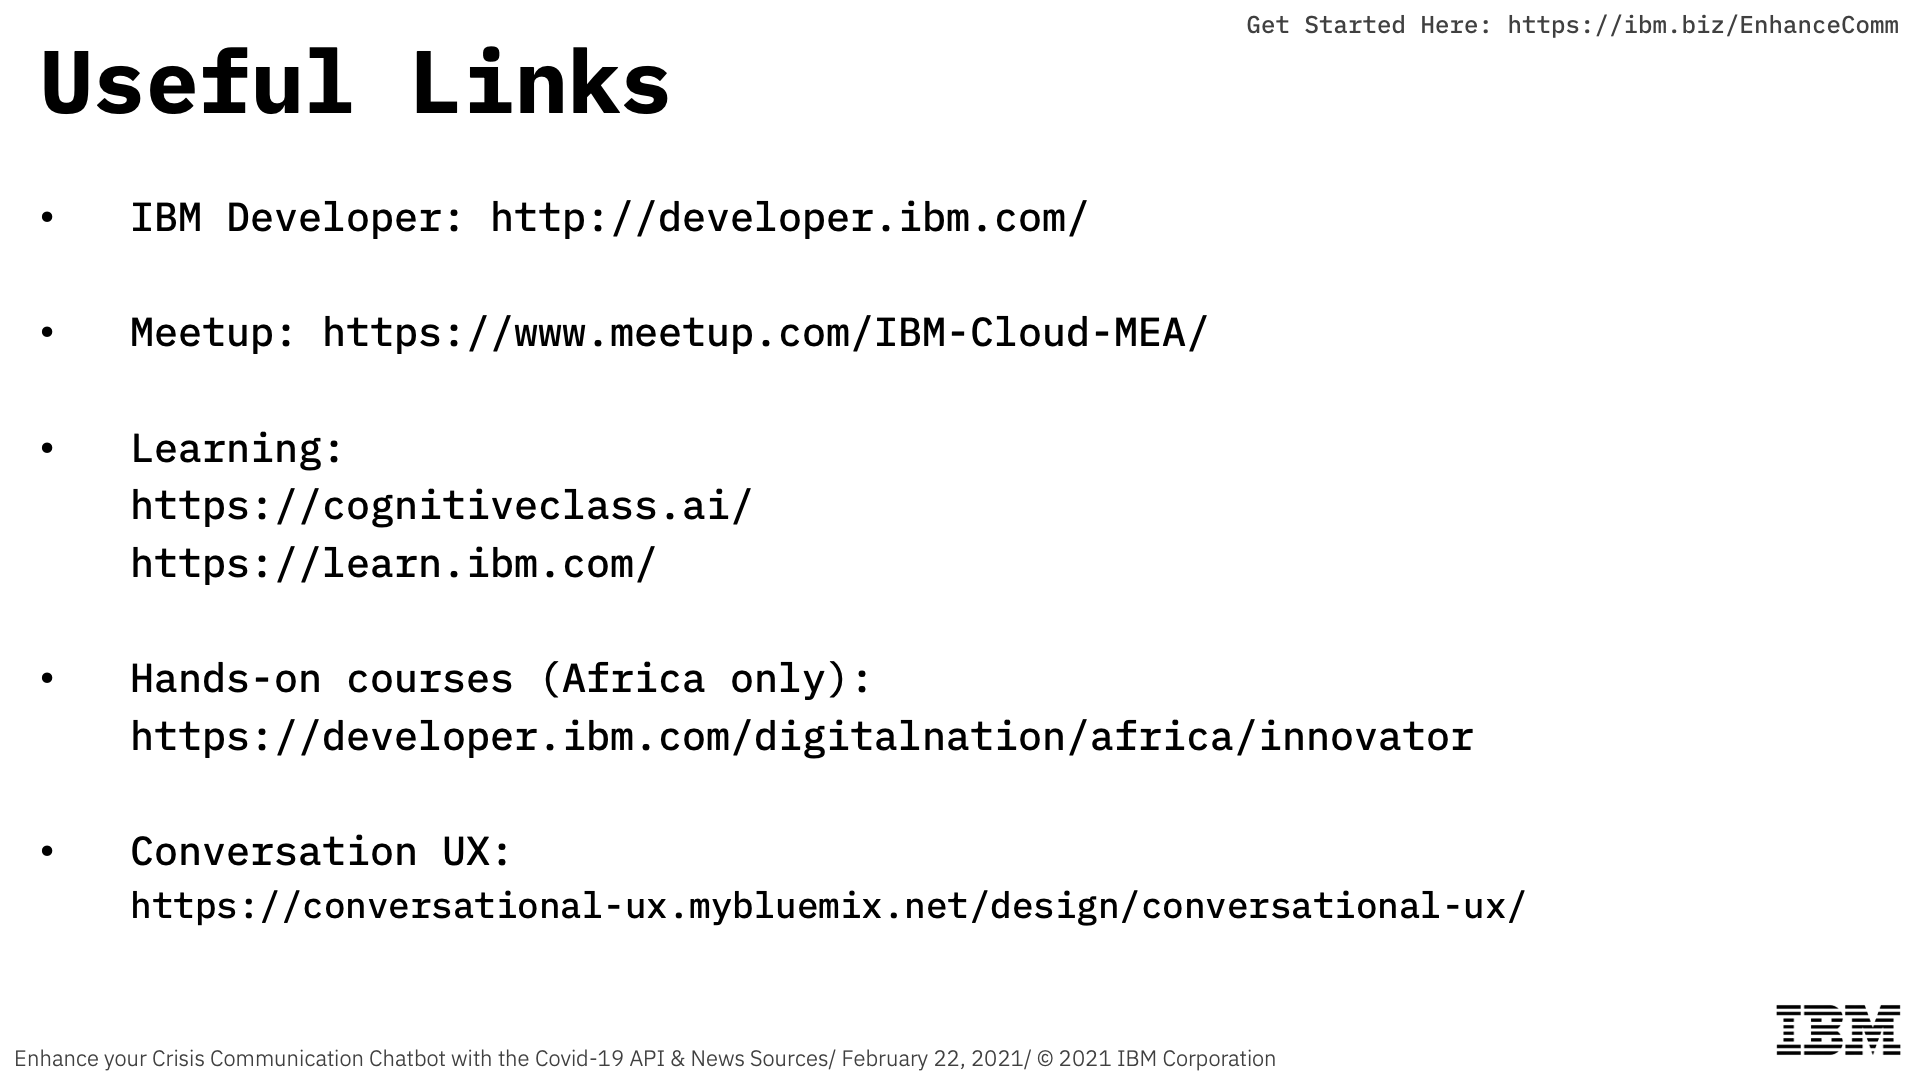 Get Started Here: https://ibm.biz/EnhanceComm
Useful Links
• IBM Developer: http://developer.ibm.com/
• Meetup: https://www.meetup.com/IBM-Cloud-MEA/
• Learning:
https://cognitiveclass.ai/
https://learn.ibm.com/
• Hands-on courses (Africa only):
https://developer.ibm.com/digitalnation/africa/innovator
• Conversation UX:
https://conversational-ux.mybluemix.net/design/conversational-ux/
IBM
Enhance your Crisis Communication Chatbot with the Covid-19 API & News Sources/ February 22, 2021/ © 2021 IBM Corporation